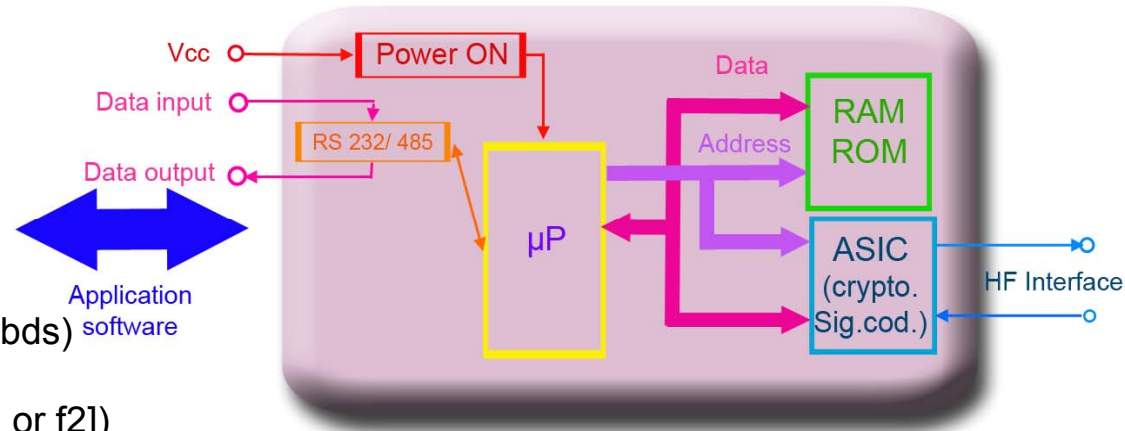 Vcc
Power ON
Data
Data input
RAM
ROM
RS 232/ 485
Address
Data output
µP
ASIC
(crypto.
Sig.cod.)
HF Interface
Application
software
bds)
or f2])